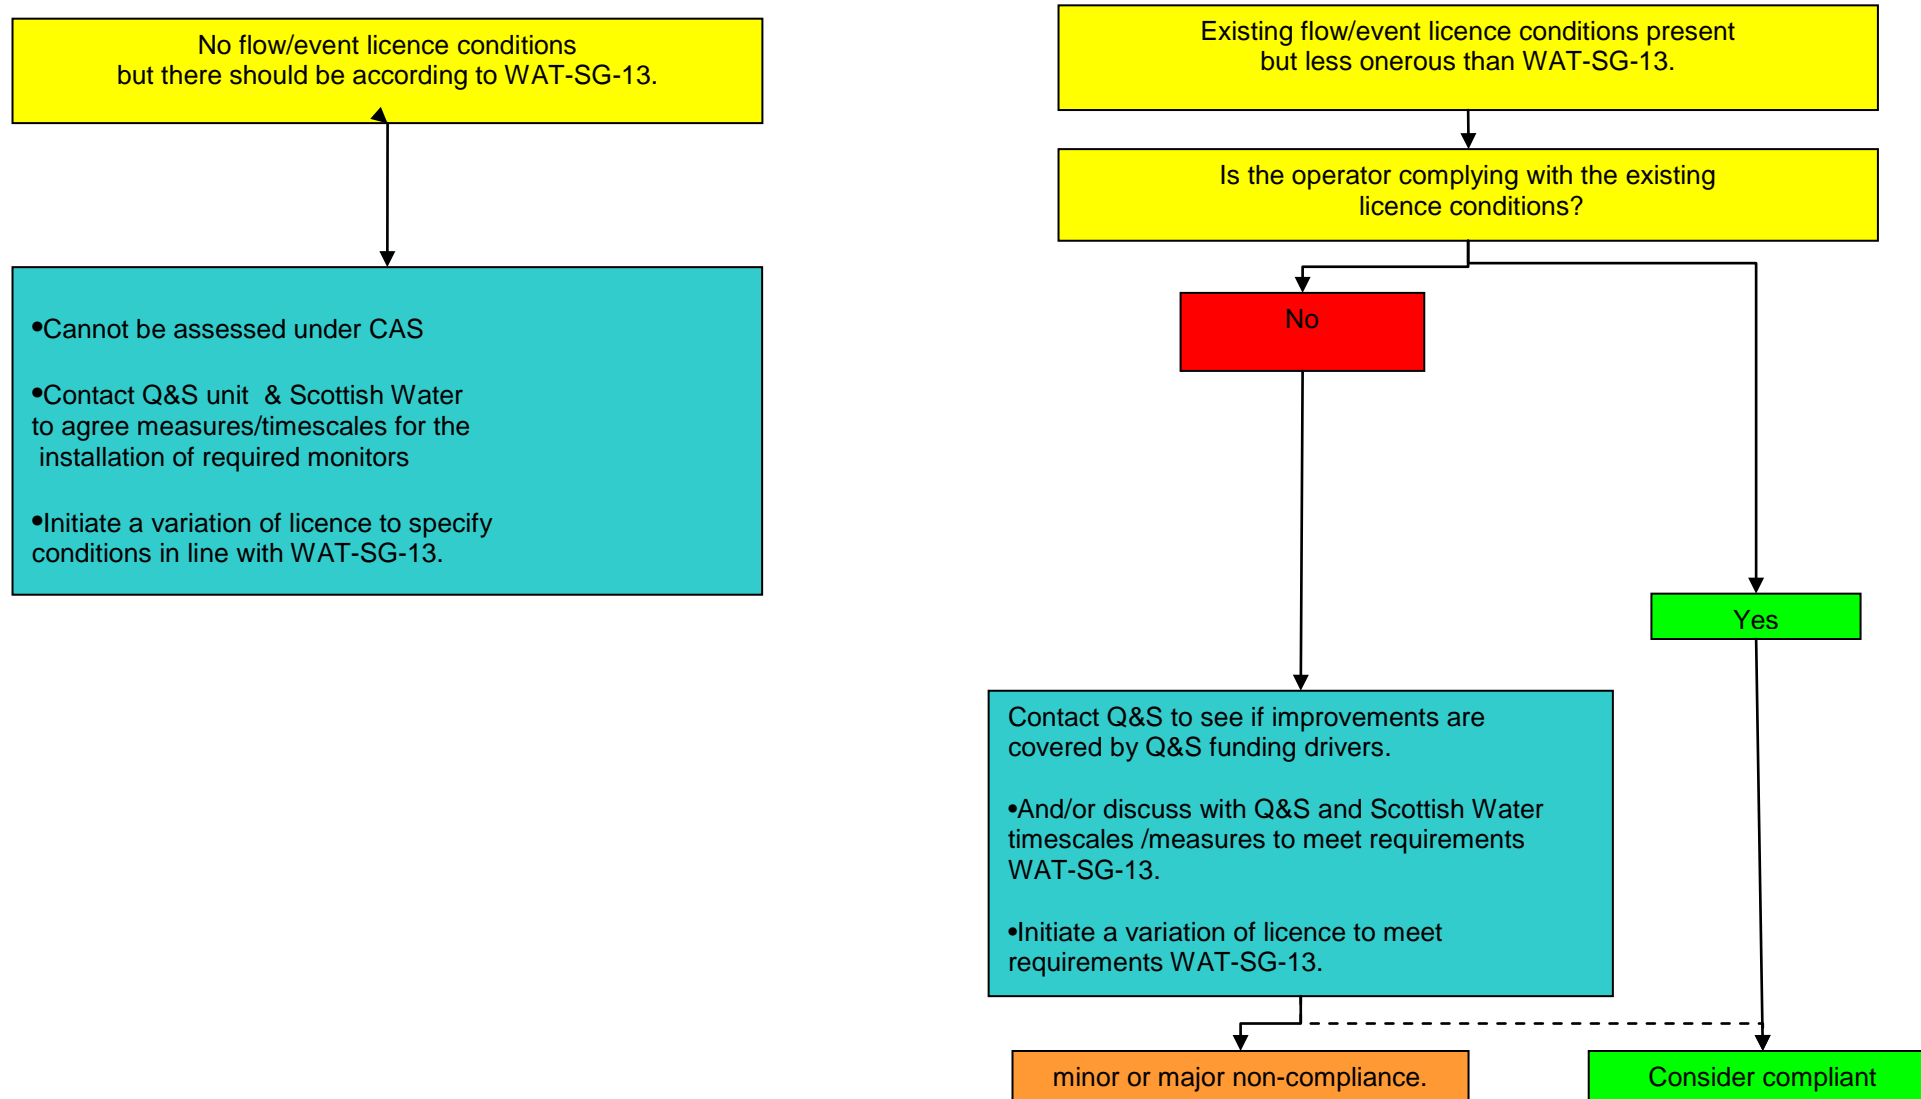 No flow/event licence conditions
but there should be according to WAT-SG-13.
•Cannot be assessed under CAS
•Contact Q&S unit  & Scottish Water
to agree measures/timescales for the
installation of required monitors
•Initiate a variation of licence to specify
conditions in line with WAT-SG-13.
Existing flow/event licence conditions present
but less onerous than WAT-SG-13.
Is the operator complying with the existing
licence conditions?
No
Yes
Contact Q&S to see if improvements are
covered by Q&S funding drivers.
•And/or discuss with Q&S and Scottish Water
timescales /measures to meet requirements
WAT-SG-13.
•Initiate a variation of licence to meet
requirements WAT-SG-13.
minor or major non-compliance.
Consider compliant